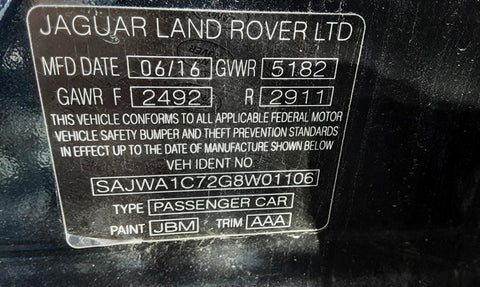 JAGUAR LAND ROVER LTD
MFD DATE 06/16 GVWR 5182
GAWR F 2492 R 2911
THIS VEHICLE CONFORMS TO ALL APPLICABLE FEDERAL MOTOR
VEHICLE SAFETY BUMPER AND THEFT PREVENTION STANDARDS
IN EFFECT UP TO THE DATE OF MANUFACTURE SHOWN BELOW
VEH IDENT NO.
SAJWA1C72G8W01106
TYPE PASSENGER CAR
PAINT JBM TRIM AAA